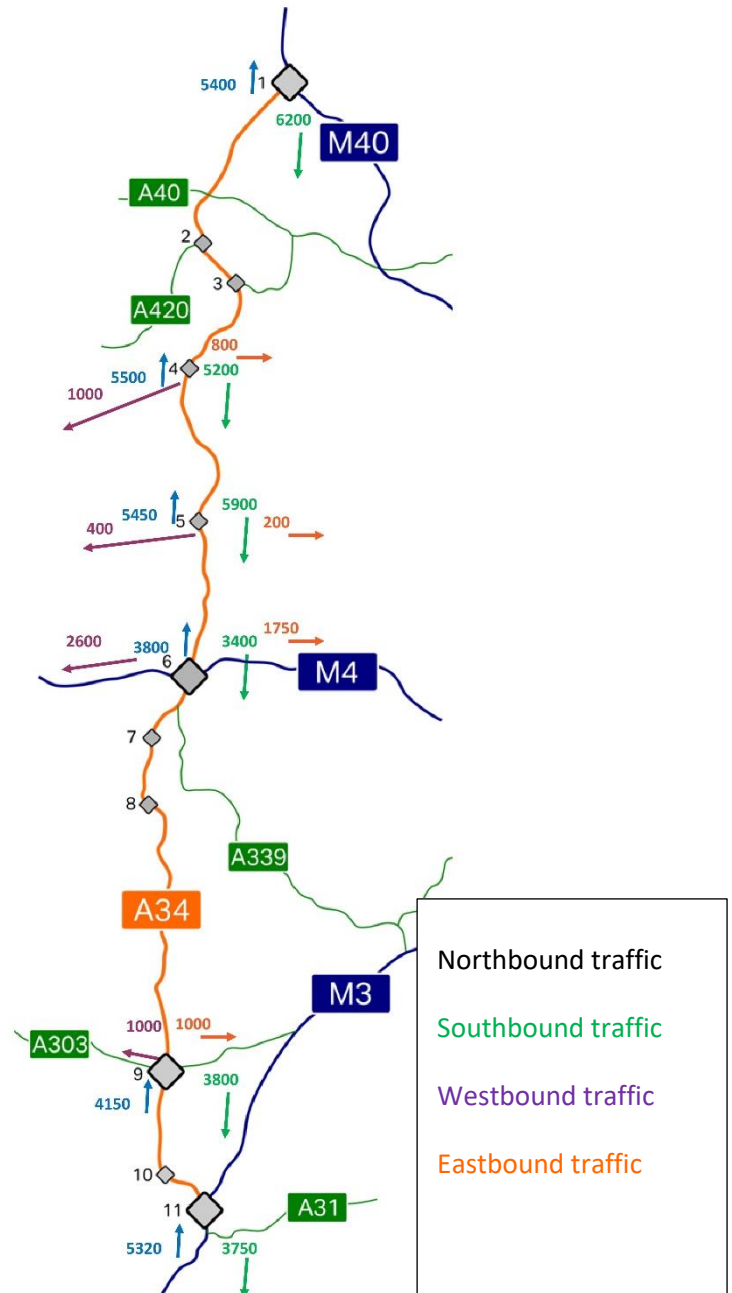 1
5400
6200
M40
A40
2
3
A420
800
4
5500
5200
1000
5900
5450
5
200
400
1750
2600
3800
3400
6
M4
7
8
A339
A34
Northbound traffic
M3
Southbound traffic
1000
1000
A303
9
3800
4150
Westbound traffic
Eastbound traffic
10
A31
11
5320
3750